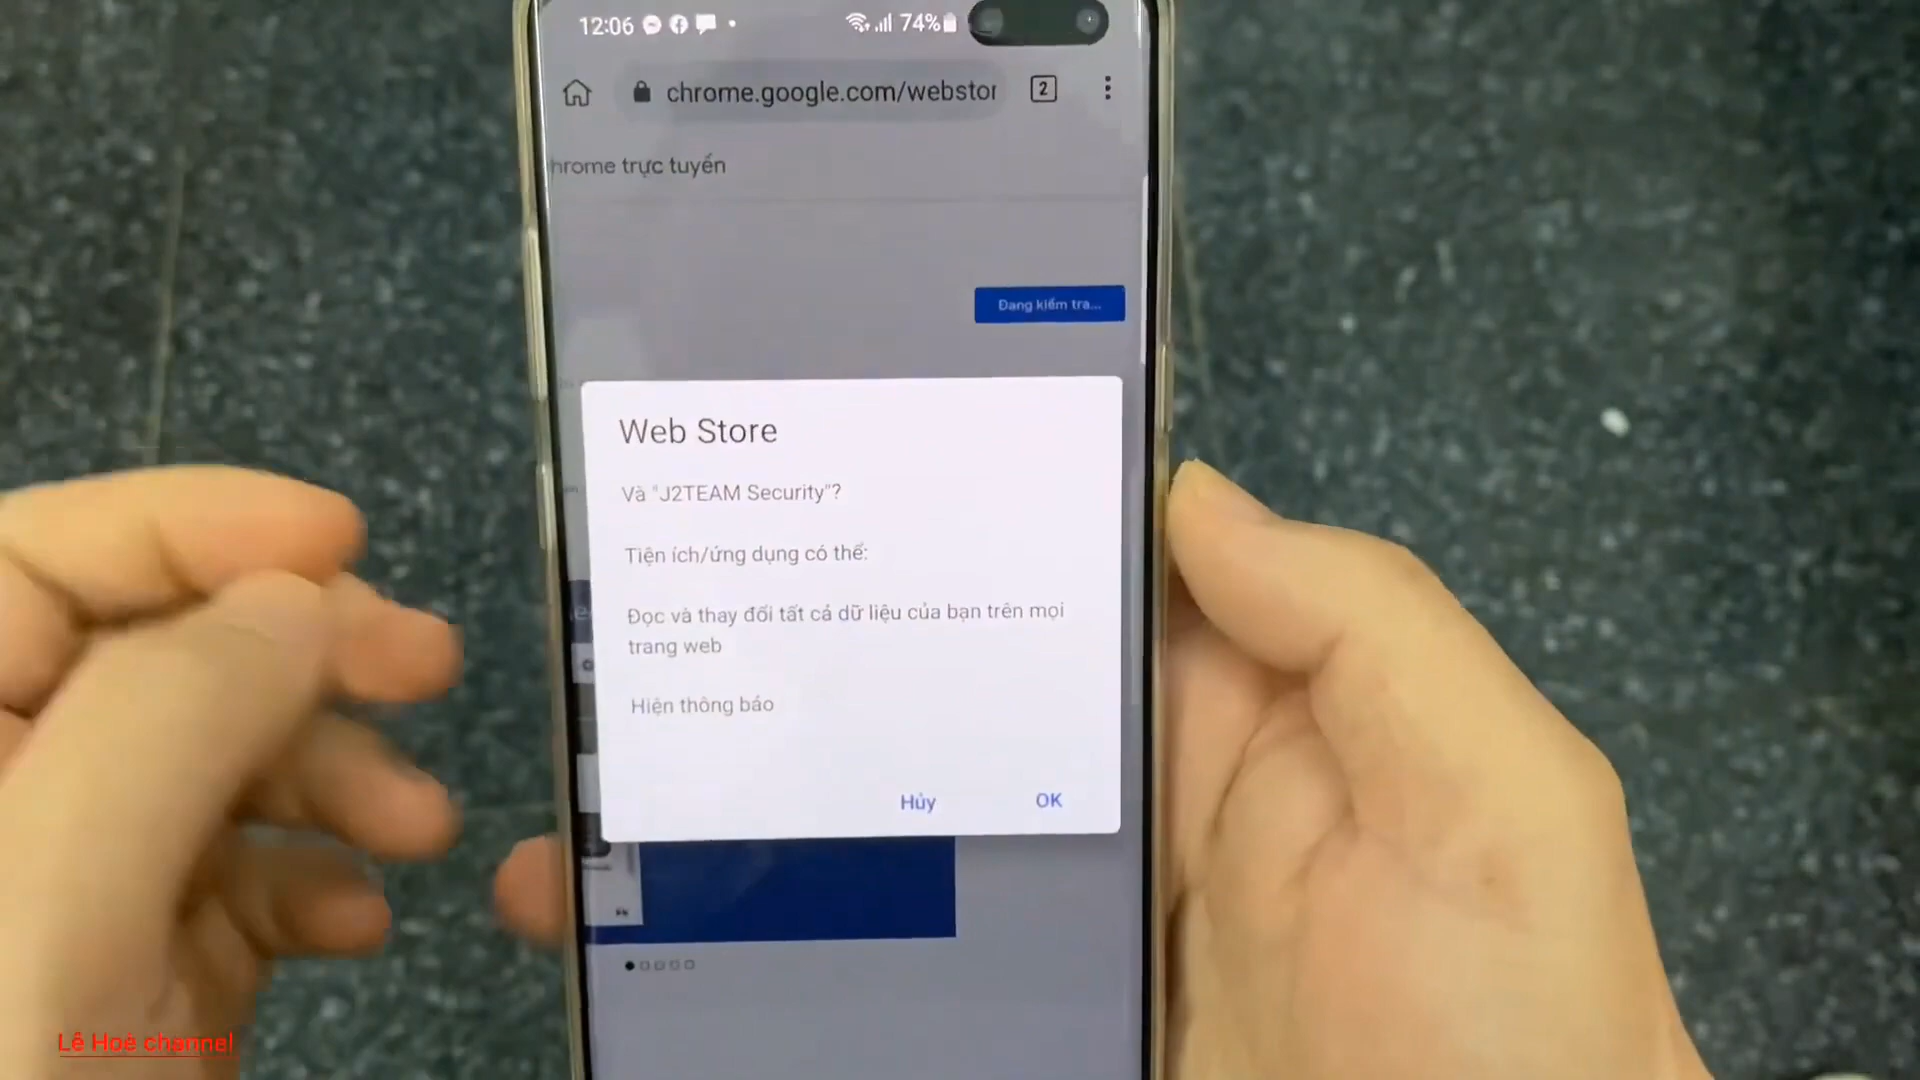 12:06
74%
chrome.google.com/webstor
2
hrome trực tuyến
Đang kiểm tra...
Web Store
Và "J2TEAM Security"?
Tiện ích/ứng dụng có thể:
Đọc và thay đổi tất cả dữ liệu của bạn trên mọi
trang web
Hiện thông báo
Hủy
OK
Lê Hoè channel